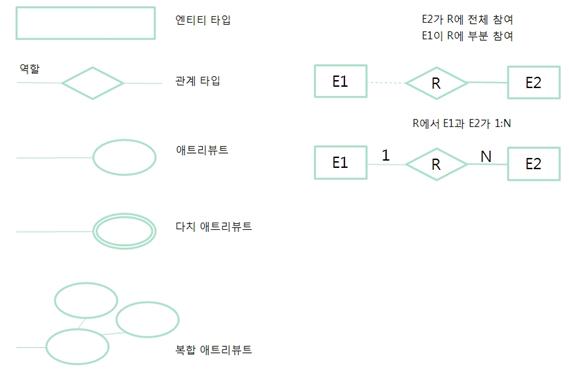 엔티티 타입
역할
관계 타입
애트리뷰트
다치 애트리뷰트
복합 애트리뷰트
E2가 R에 전체 참여
E1이 R에 부분 참여
E1 R E2
R에서 E1과 E2가 1:N
E1 1 R N E2